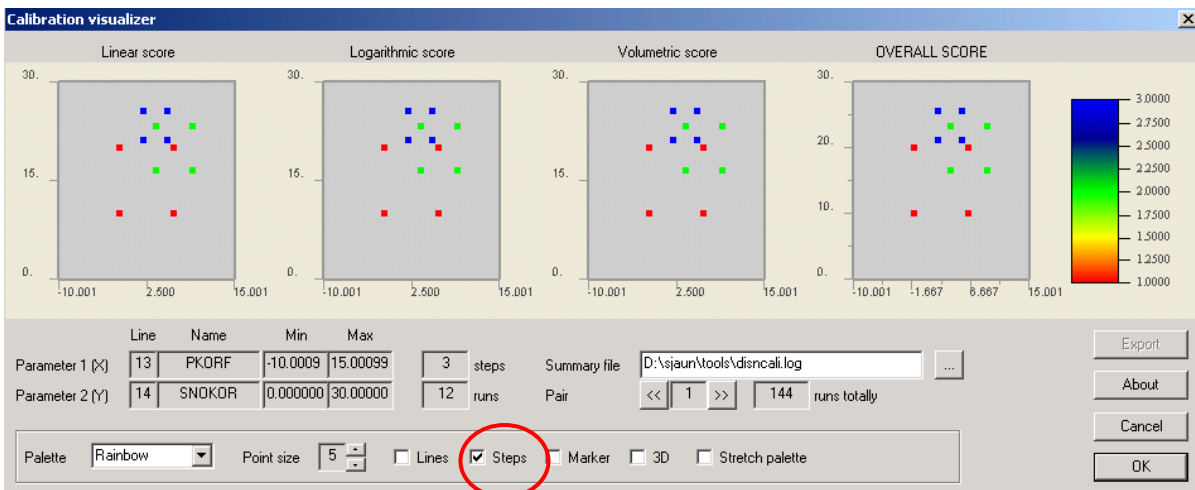 Calibration visualizer
Linear score Logarithmic score Volumetric score OVERALL SCORE
30. 30. 30. 30.
3.0000
2.7500
20. 2.5000
15. 15. 15. 2.2500
2.0000
10. 1.7500
1.5000
1.2500
0. 0. 0. 0. 1.0000
-10.001 2.500 15.001 -10.001 2.500 15.001 -10.001 2.500 15.001 -10.001 -1.667 6.667 15.001
Line Name Min Max
Parameter 1 (X) 13 PKORF -10.0009 15.00099 3 steps Summary file D:\sjaun\tools\disncali.log ... Export
Parameter 2 (Y) 14 SNOKOR 0.000000 30.00000 12 runs Pair << 1 >> 144 runs totally About
Cancel
Palette Rainbow Point size 5 Lines Steps Marker 3D Stretch palette OK